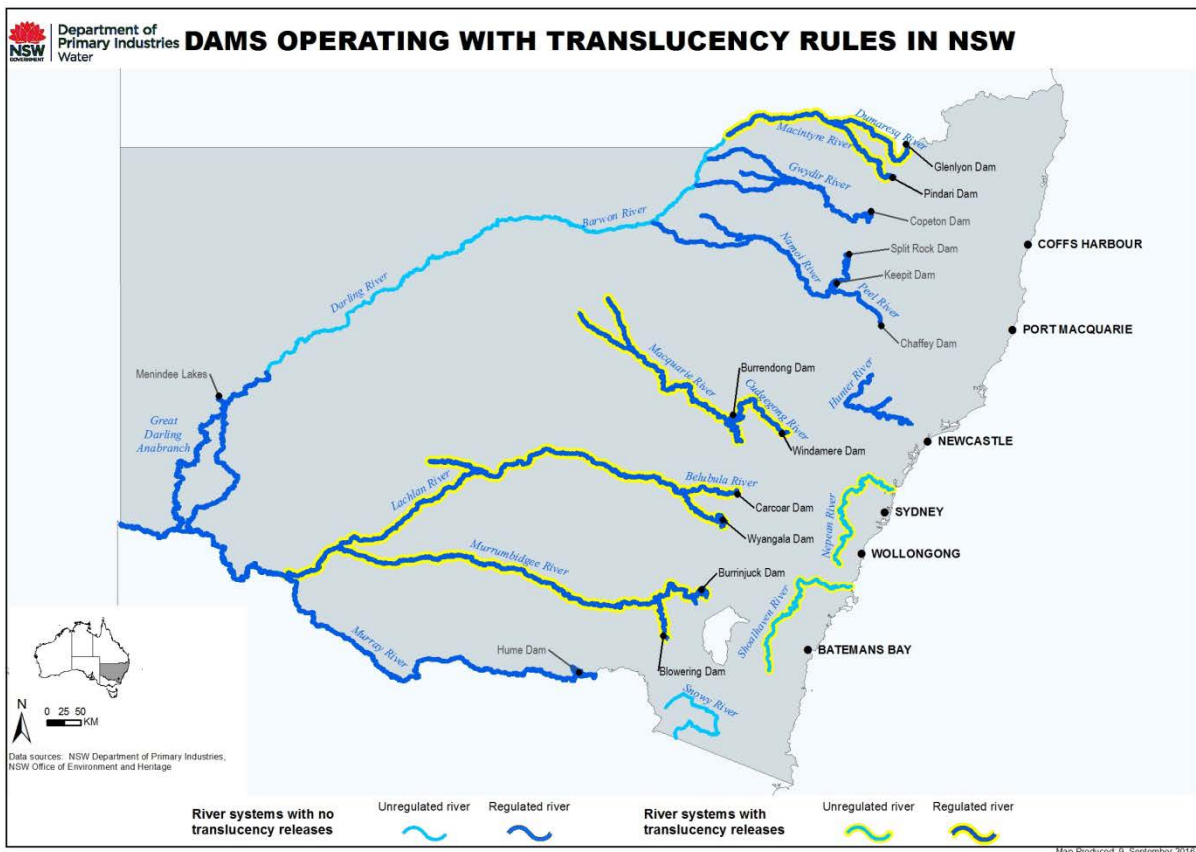 NSW
GOVERNMENT
Department of
Primary Industries
Water
DAMS OPERATING WITH TRANSLUCENCY RULES IN NSW
Dumaresq River
Macintyre River
Glenlyon Dam
Gwydir River
Pindari Dam
Copeton Dam
Barwon River
Split Rock Dam
COFFS HARBOUR
Namoi River
Keepit Dam
Darling River
Peel River
PORT MACQUARIE
Chaffey Dam
Menindee Lakes
Macquarie River
Burrendong Dam
Cudgegong River
Hunter River
Great
Darling
Anabranch
NEWCASTLE
Windamere Dam
Lachlan River
Belubula River
Carcoar Dam
SYDNEY
Nepean River
Wyangala Dam
Murrumbidgee River
WOLLONGONG
Burrinjuck Dam
Shoalhaven River
Murray River
Hume Dam
BATEMANS BAY
Blowering Dam
Snowy River
N
0 25 50
KM
Data sources: NSW Department of Primary Industries,
NSW Office of Environment and Heritage
River systems with no
translucency releases
Unregulated river
Regulated river
River systems with
translucency releases
Unregulated river
Regulated river
Map Produced: 9 September 2016